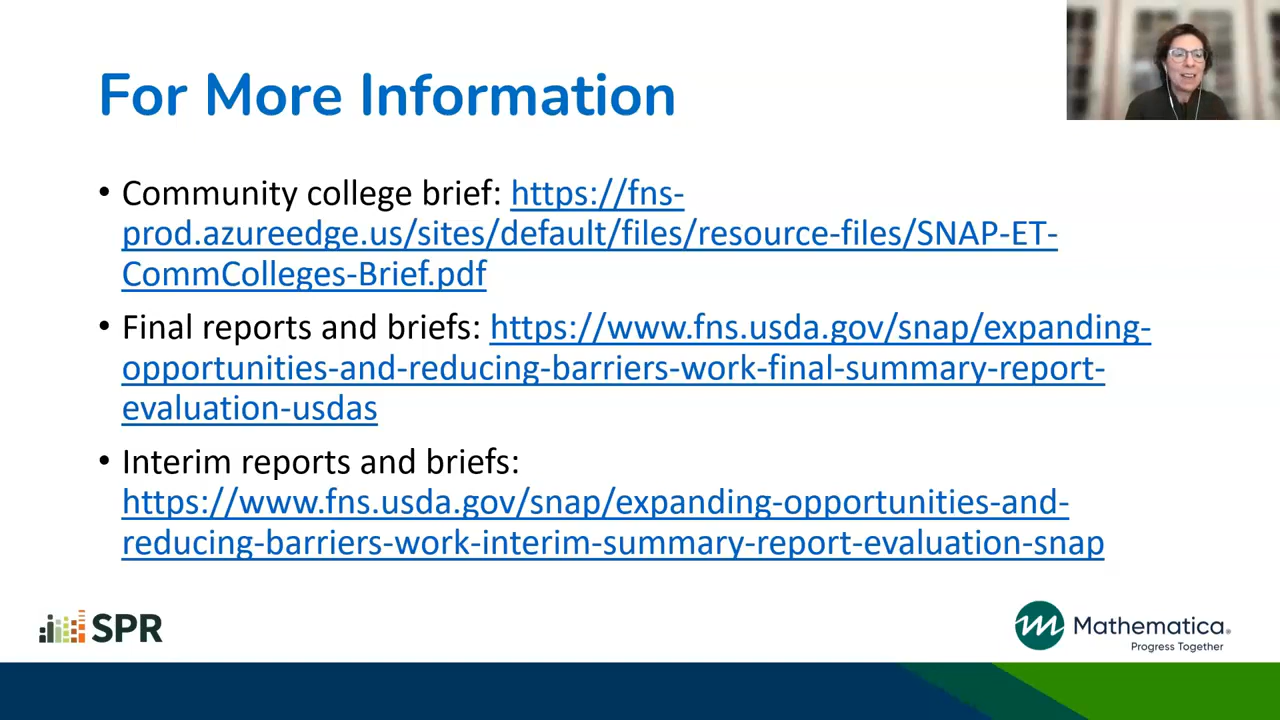 For More Information
• Community college brief: https://fns-
prod.azureedge.us/sites/default/files/resource-files/SNAP-ET-
CommColleges-Brief.pdf
• Final reports and briefs: https://www.fns.usda.gov/snap/expanding-
opportunities-and-reducing-barriers-work-final-summary-report-
evaluation-usdas
• Interim reports and briefs:
https://www.fns.usda.gov/snap/expanding-opportunities-and-
reducing-barriers-work-interim-summary-report-evaluation-snap
SPR
Mathematica®
Progress Together